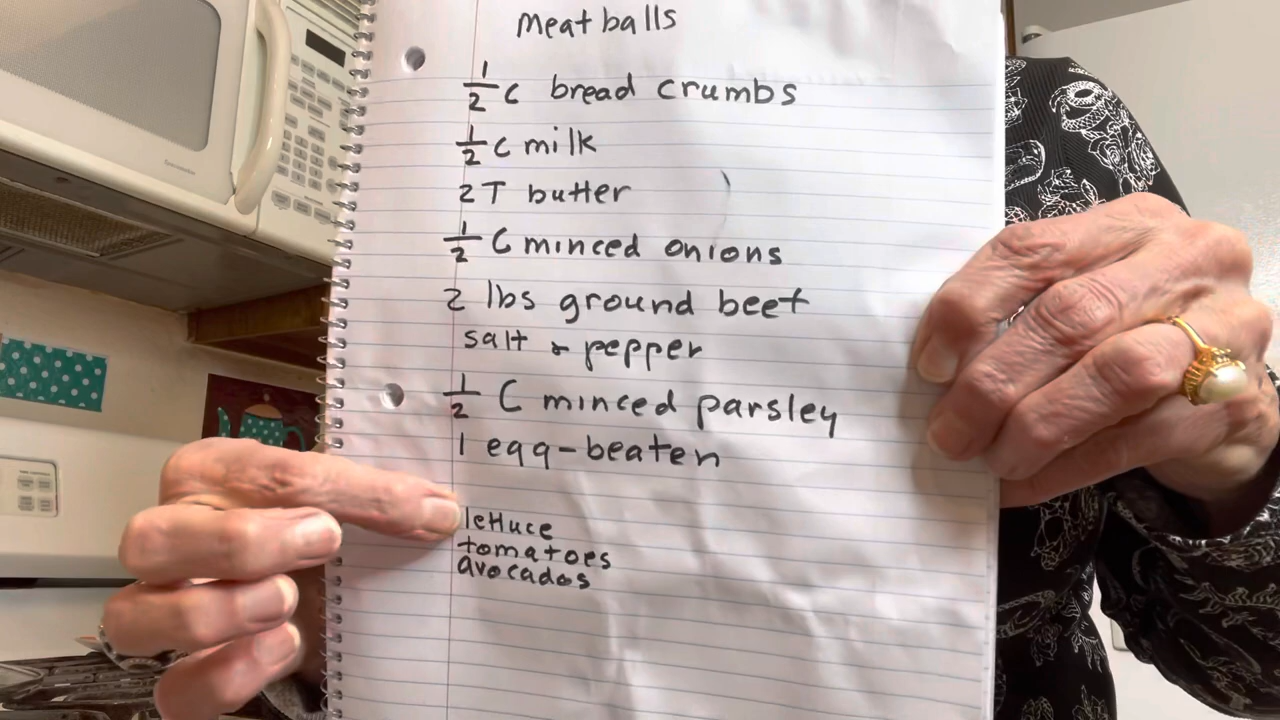 Meatballs
1/2 c bread crumbs
1/2 c milk
2 T butter
1/2 C minced onions
2 lbs ground beef
salt & pepper
1/2 C minced parsley
1 egg-beaten
lettuce
tomatoes
avocados